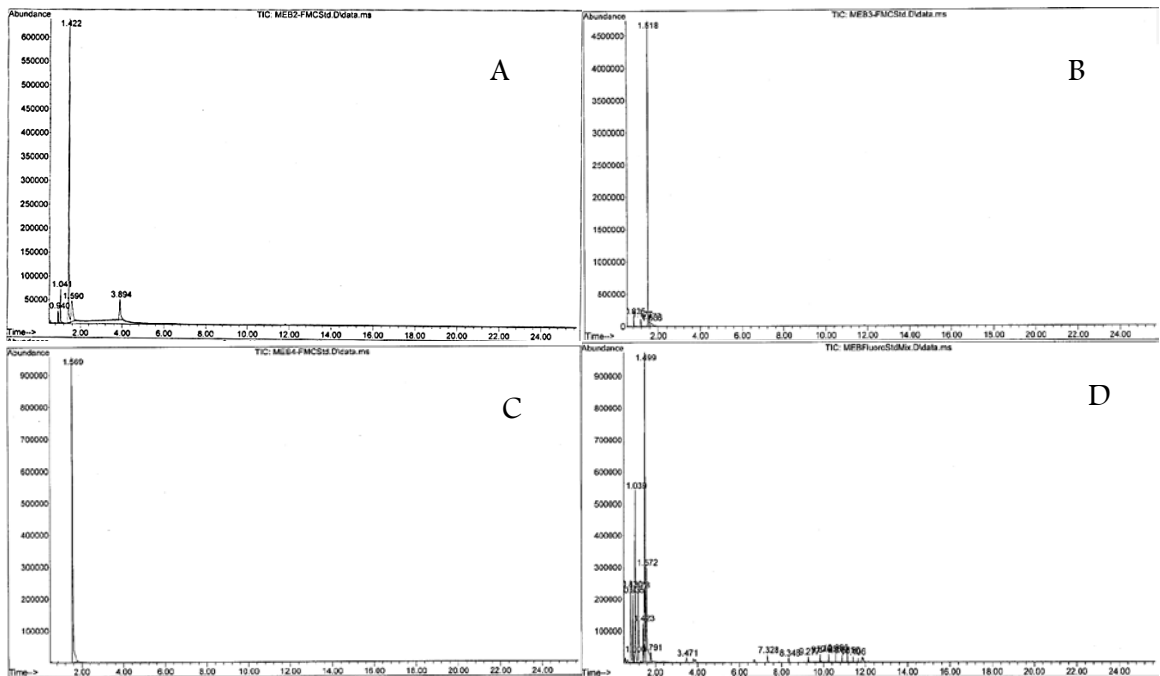 Abundance
TIC: MEB2-FMCStd.D\data.ms
1.422
600000
550000
500000
450000
400000
350000
300000
250000
200000
150000
100000
50000
1.041
0.940
1.590
3.894
Time-->
2.00 4.00 6.00 8.00 10.00 12.00 14.00 16.00 18.00 20.00 22.00 24.00
A
TIC: MEB3-FMCStd.D\data.ms
Abundance
1.518
4500000
4000000
3500000
3000000
2500000
2000000
1500000
1000000
500000
0
Time-->
2.00 4.00 6.00 8.00 10.00 12.00 14.00 16.00 18.00 20.00 22.00 24.00
B
Abundance
TIC: MEB4-FMCStd.D\data.ms
1.569
900000
800000
700000
600000
500000
400000
300000
200000
100000
Time-->
2.00 4.00 6.00 8.00 10.00 12.00 14.00 16.00 18.00 20.00 22.00 24.00
C
Abundance
TIC: MEBFluoroStdMix.D\data.ms
1.499
900000
800000
700000
600000
500000
400000
300000
200000
100000
1.039
1.572
3.471
7.328
8.348
Time-->
2.00 4.00 6.00 8.00 10.00 12.00 14.00 16.00 18.00 20.00 22.00 24.00
D